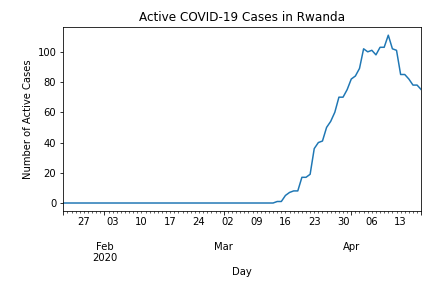 Active COVID-19 Cases in Rwanda
Number of Active Cases
100
80
60
40
20
0
27 03 10 17 24 02 09 16 23 30 06 13
Feb Mar Apr
2020
Day